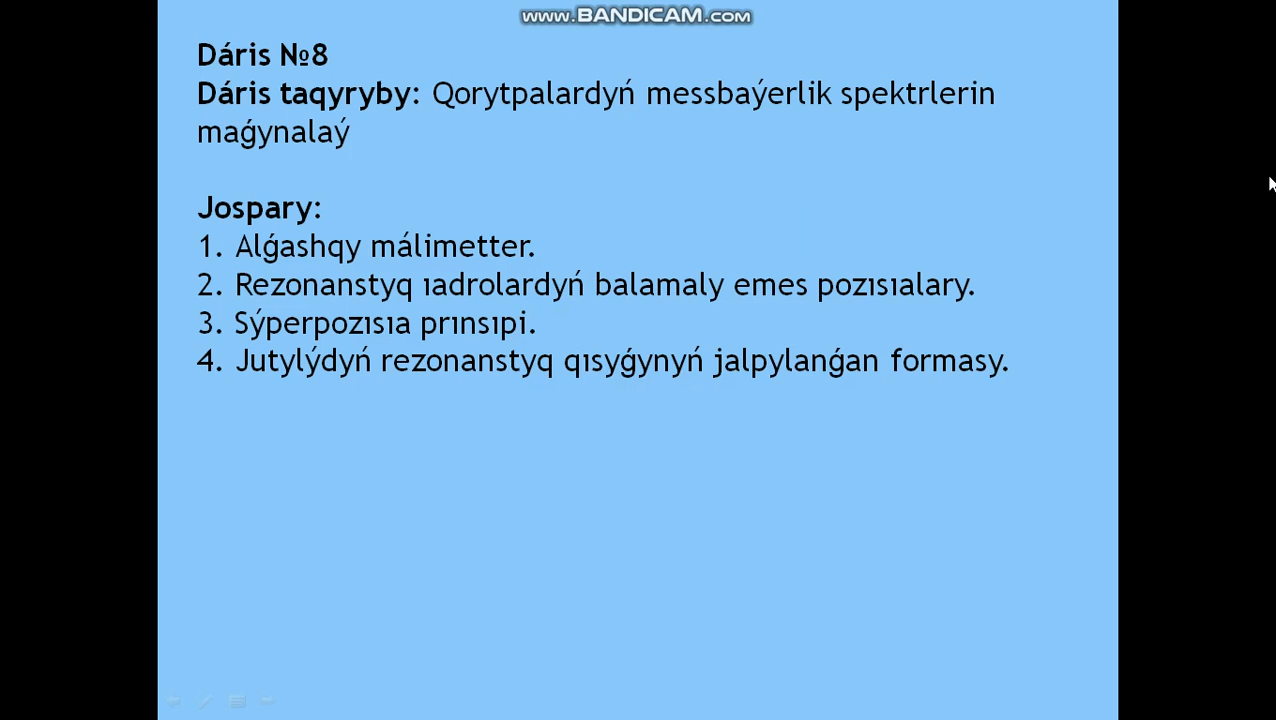 www.BANDICAM.com
Dáris №8
Dáris taqyryby: Qorytpalardyń messbaýerlik spektrlerin
maǵynalaý
Jospary:
1. Alǵashqy málimetter.
2. Rezonanstyq ıadrolardyń balamaly emes pozısıalary.
3. Sýperpozısıa prınsıpi.
4. Jutylýdyń rezonanstyq qısyǵynyń jalpylanǵan formasy.